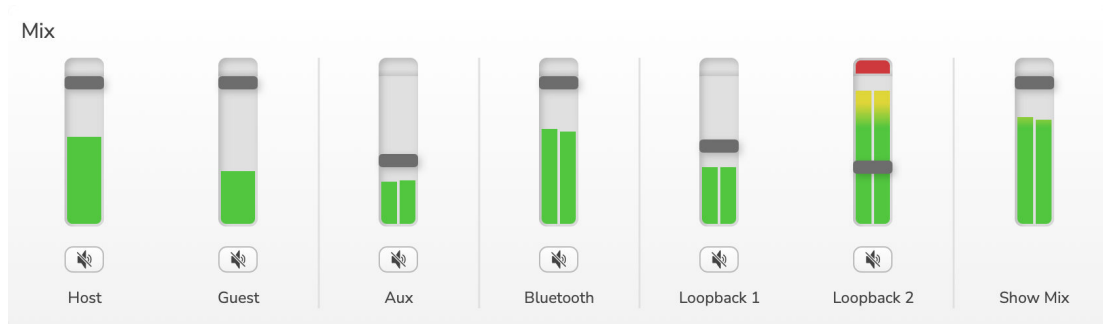 Mix
Host
Guest
Aux
Bluetooth
Loopback 1
Loopback 2
Show Mix